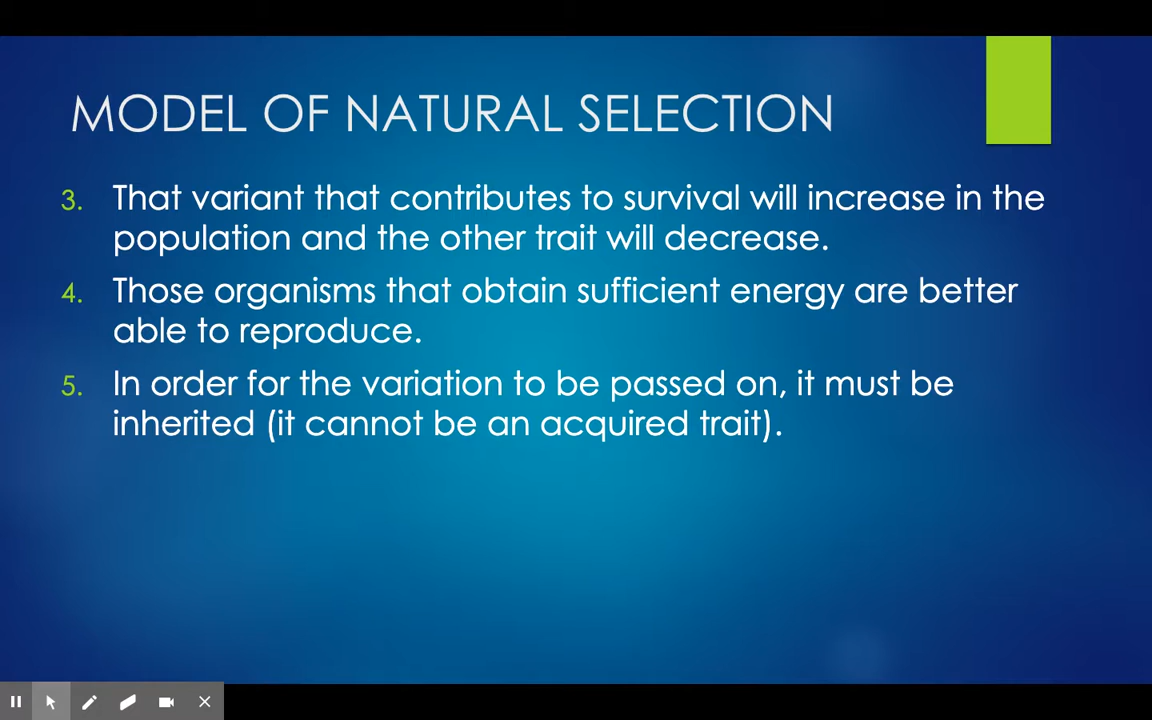 MODEL OF NATURAL SELECTION
3. That variant that contributes to survival will increase in the
population and the other trait will decrease.
4. Those organisms that obtain sufficient energy are better
able to reproduce.
5. In order for the variation to be passed on, it must be
inherited (it cannot be an acquired trait).